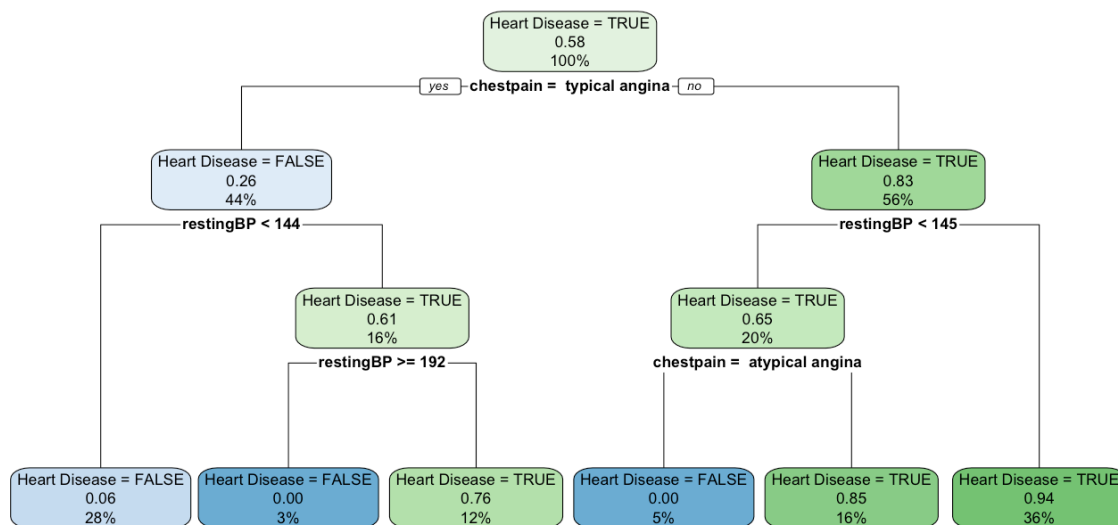 Heart Disease = TRUE
0.58
100%
yes chestpain = typical angina no
Heart Disease = FALSE
0.26
44%
Heart Disease = TRUE
0.83
56%
restingBP < 144
restingBP < 145
Heart Disease = TRUE
0.61
16%
Heart Disease = TRUE
0.65
20%
restingBP >= 192
chestpain = atypical angina
Heart Disease = FALSE
0.06
28%
Heart Disease = FALSE
0.00
3%
Heart Disease = TRUE
0.76
12%
Heart Disease = FALSE
0.00
5%
Heart Disease = TRUE
0.85
16%
Heart Disease = TRUE
0.94
36%